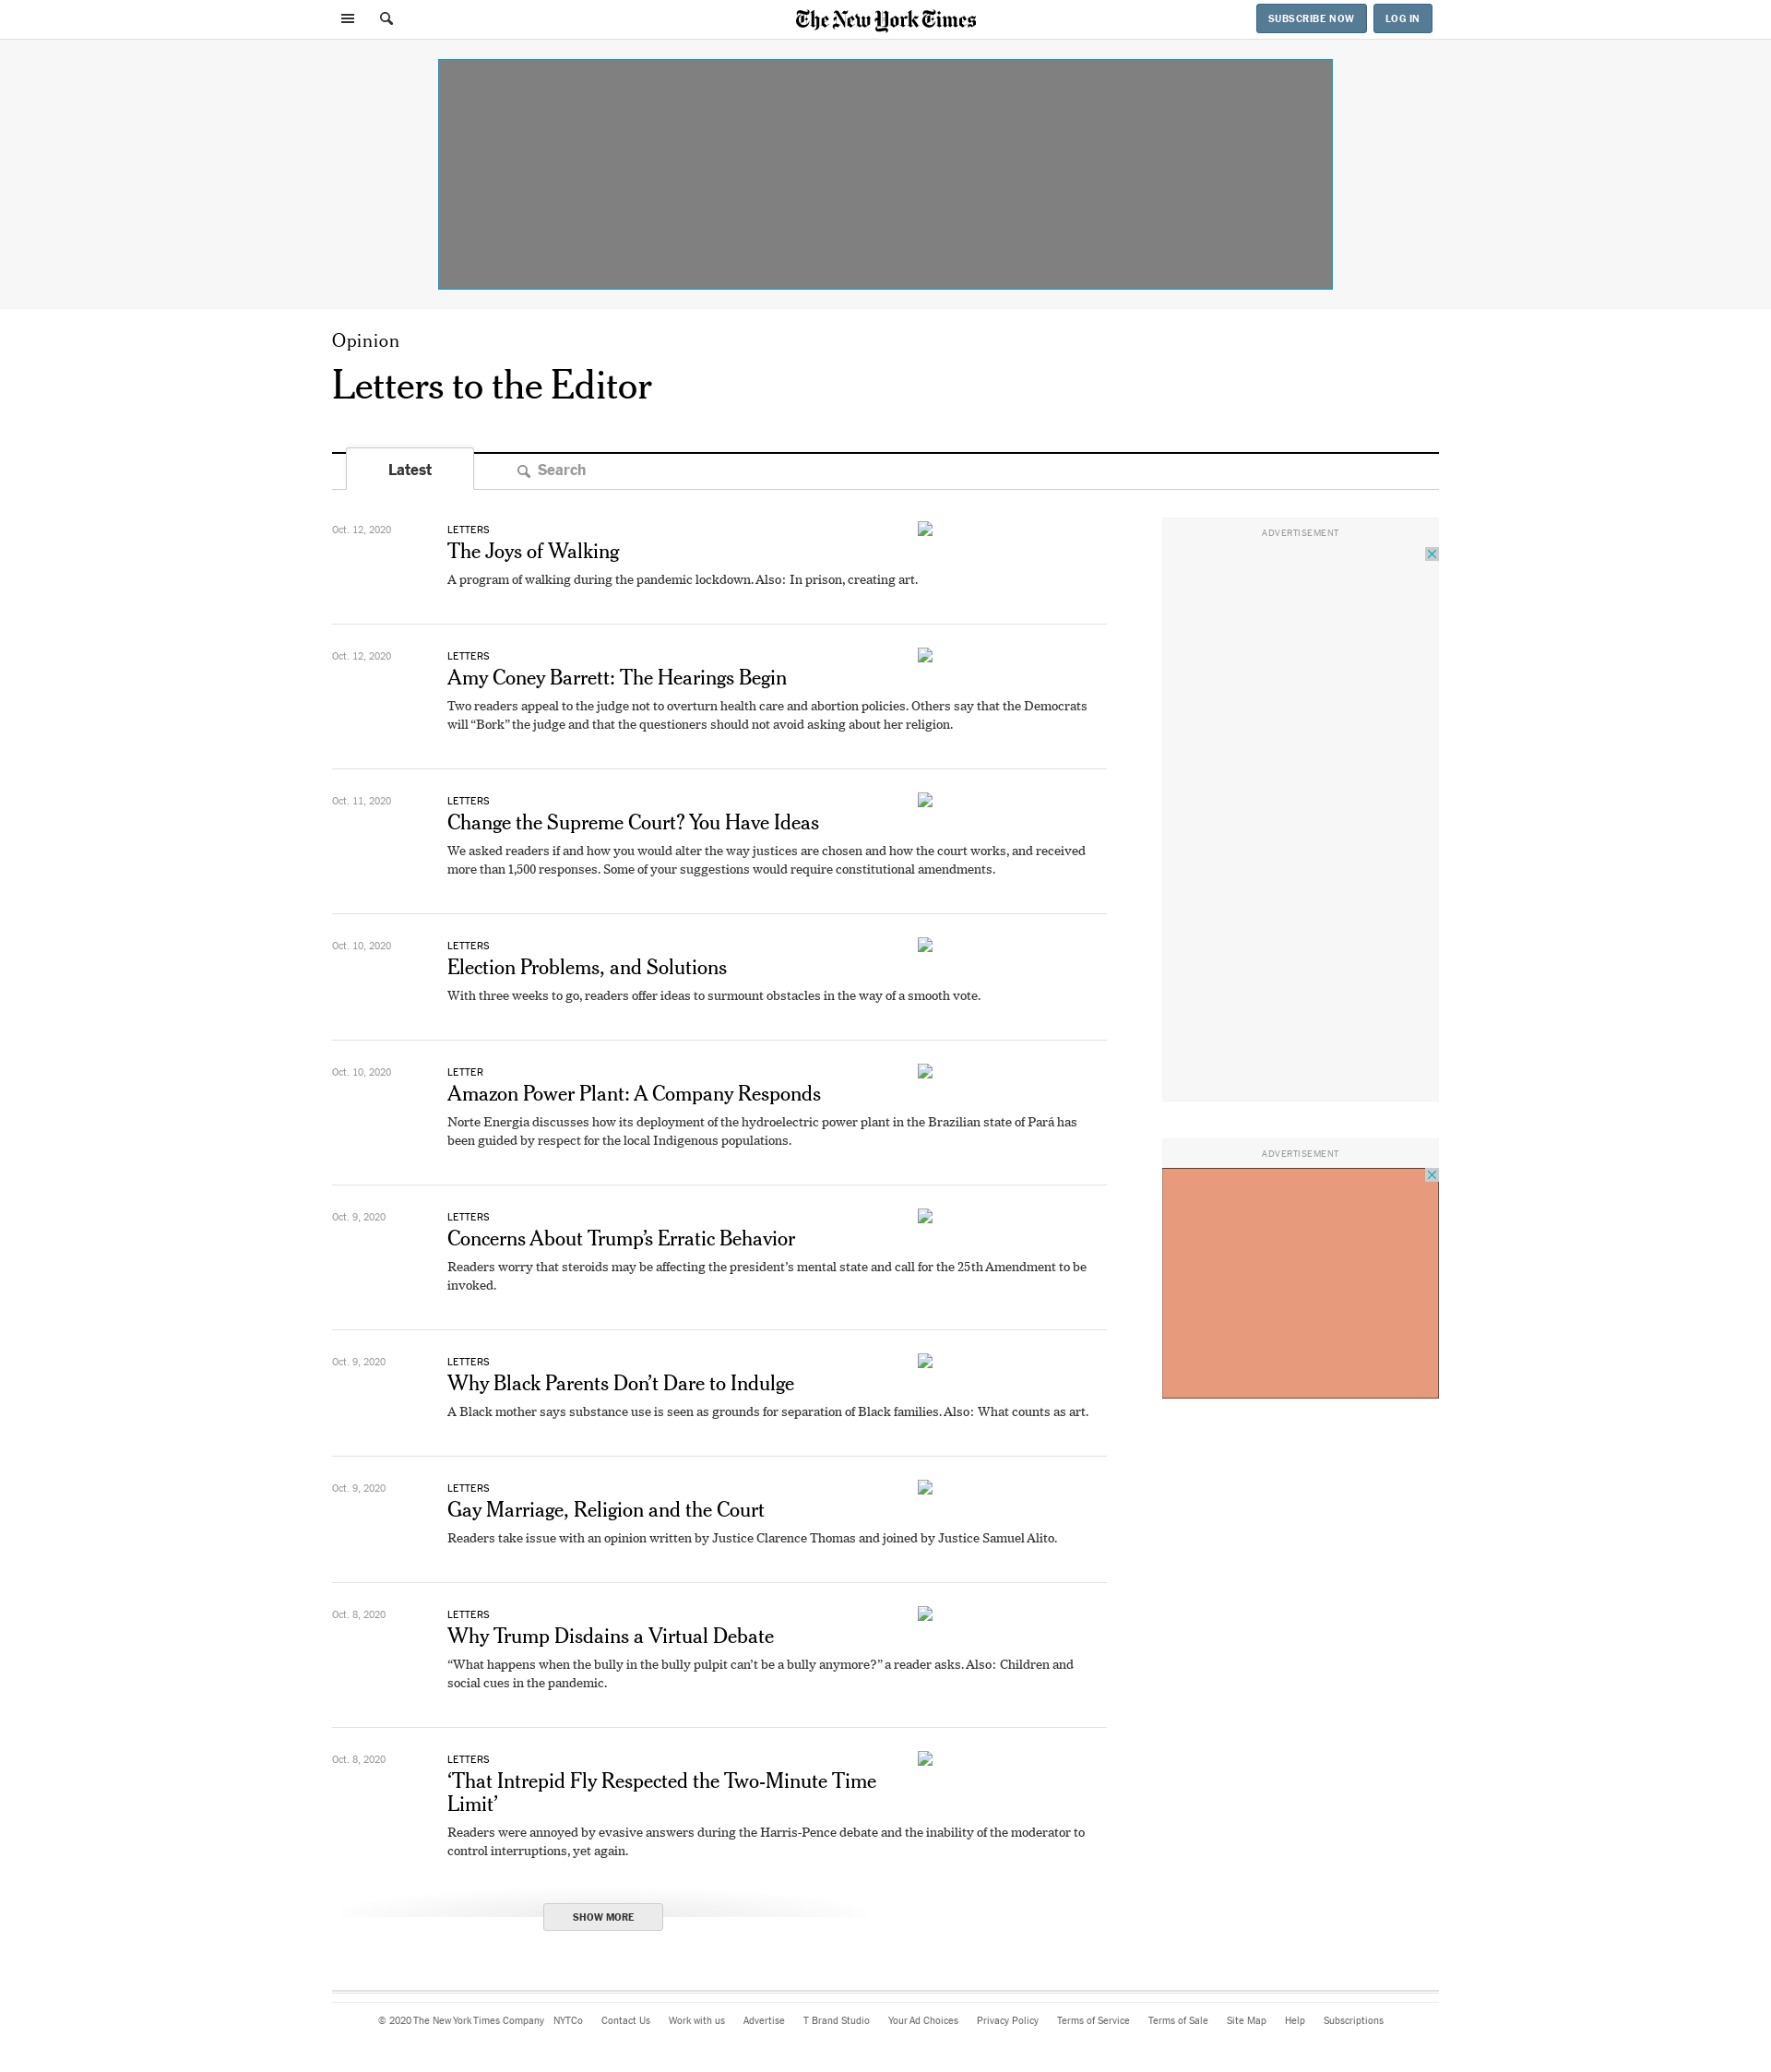 The New York Times
SUBSCRIBE NOW
LOG IN
Opinion
Letters to the Editor
Latest
Search
Oct. 12, 2020
LETTERS
The Joys of Walking
A program of walking during the pandemic lockdown. Also: In prison, creating art.
Oct. 12, 2020
LETTERS
Amy Coney Barrett: The Hearings Begin
Two readers appeal to the judge not to overturn health care and abortion policies. Others say that the Democrats
will “Bork” the judge and that the questioners should not avoid asking about her religion.
Oct. 11, 2020
LETTERS
Change the Supreme Court? You Have Ideas
We asked readers if and how you would alter the way justices are chosen and how the court works, and received
more than 1,500 responses. Some of your suggestions would require constitutional amendments.
Oct. 10, 2020
LETTERS
Election Problems, and Solutions
With three weeks to go, readers offer ideas to surmount obstacles in the way of a smooth vote.
Oct. 10, 2020
LETTER
Amazon Power Plant: A Company Responds
Norte Energia discusses how its deployment of the hydroelectric power plant in the Brazilian state of Pará has
been guided by respect for the local Indigenous populations.
Oct. 9, 2020
LETTERS
Concerns About Trump’s Erratic Behavior
Readers worry that steroids may be affecting the president’s mental state and call for the 25th Amendment to be
invoked.
Oct. 9, 2020
LETTERS
Why Black Parents Don’t Dare to Indulge
A Black mother says substance use is seen as grounds for separation of Black families. Also: What counts as art.
Oct. 9, 2020
LETTERS
Gay Marriage, Religion and the Court
Readers take issue with an opinion written by Justice Clarence Thomas and joined by Justice Samuel Alito.
Oct. 8, 2020
LETTERS
Why Trump Disdains a Virtual Debate
“What happens when the bully in the bully pulpit can’t be a bully anymore?” a reader asks. Also: Children and
social cues in the pandemic.
Oct. 8, 2020
LETTERS
‘That Intrepid Fly Respected the Two-Minute Time
Limit’
Readers were annoyed by evasive answers during the Harris-Pence debate and the inability of the moderator to
control interruptions, yet again.
SHOW MORE
ADVERTISEMENT
ADVERTISEMENT
© 2020 The New York Times Company NYTCo Contact Us Work with us Advertise T Brand Studio Your Ad Choices Privacy Policy Terms of Service Terms of Sale Site Map Help Subscriptions